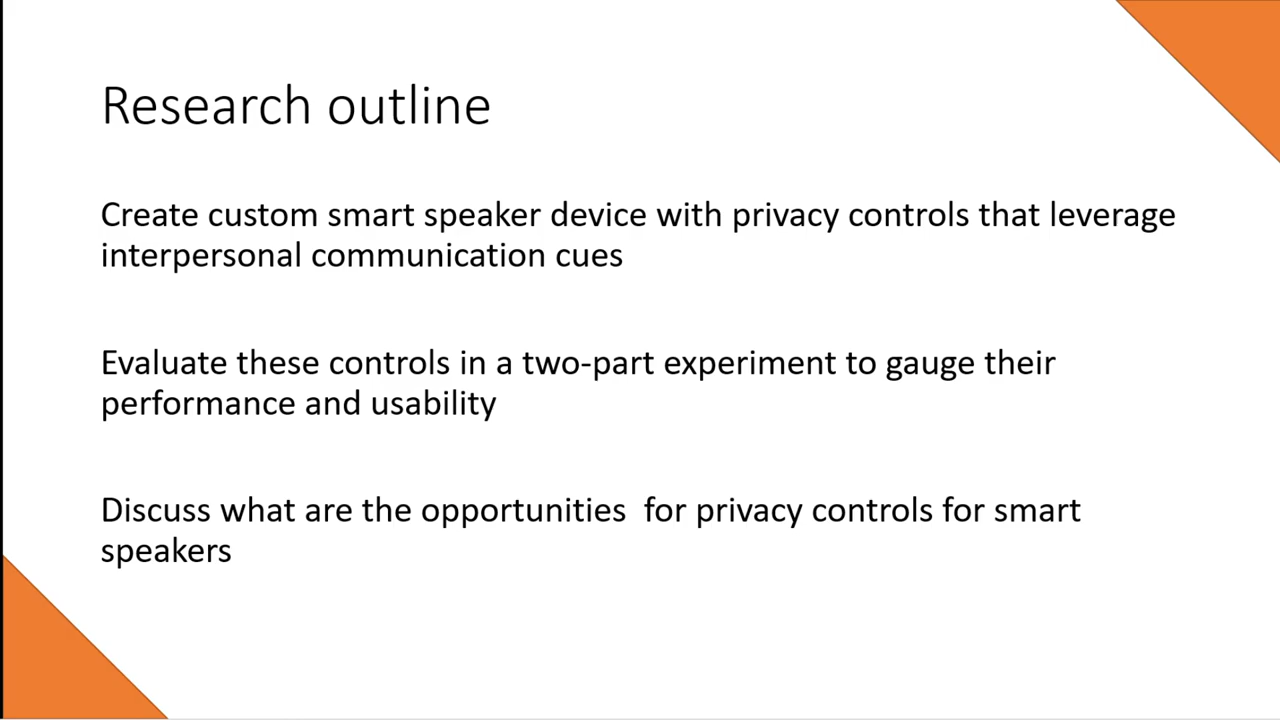 Research outline
Create custom smart speaker device with privacy controls that leverage
interpersonal communication cues
Evaluate these controls in a two-part experiment to gauge their
performance and usability
Discuss what are the opportunities  for privacy controls for smart
speakers